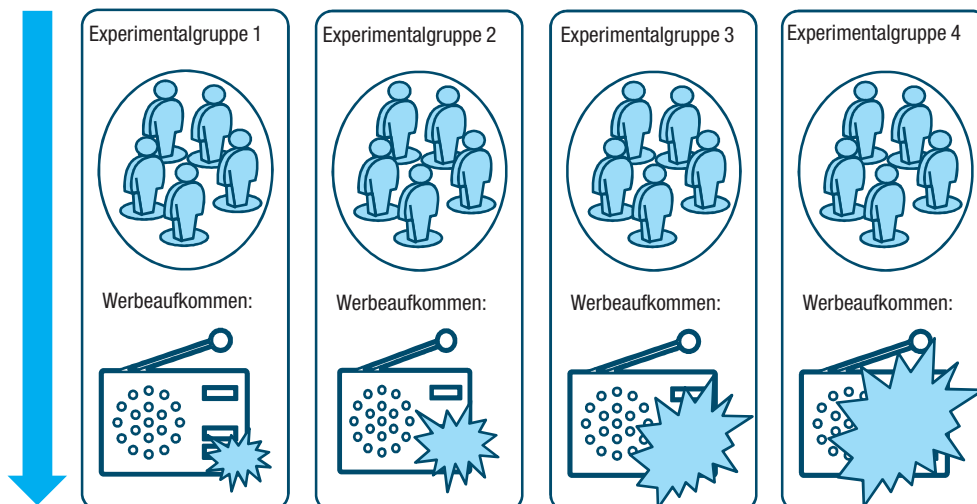 Experimentalgruppe 1
Experimentalgruppe 2
Experimentalgruppe 3
Experimentalgruppe 4
Werbeaufkommen:
Werbeaufkommen:
Werbeaufkommen:
Werbeaufkommen: